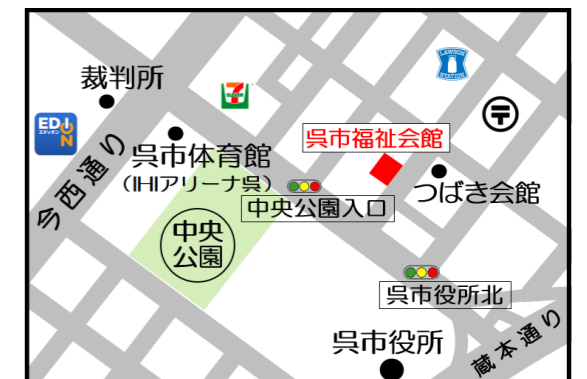 裁判所
LAWSON
STATION
EDION
エディオン
呉市福祉会館
呉市体育館
(IHIアリーナ呉)
つばき会館
今西通り
中央公園入口
中央
公園
呉市役所北
呉市役所
蔵本通り